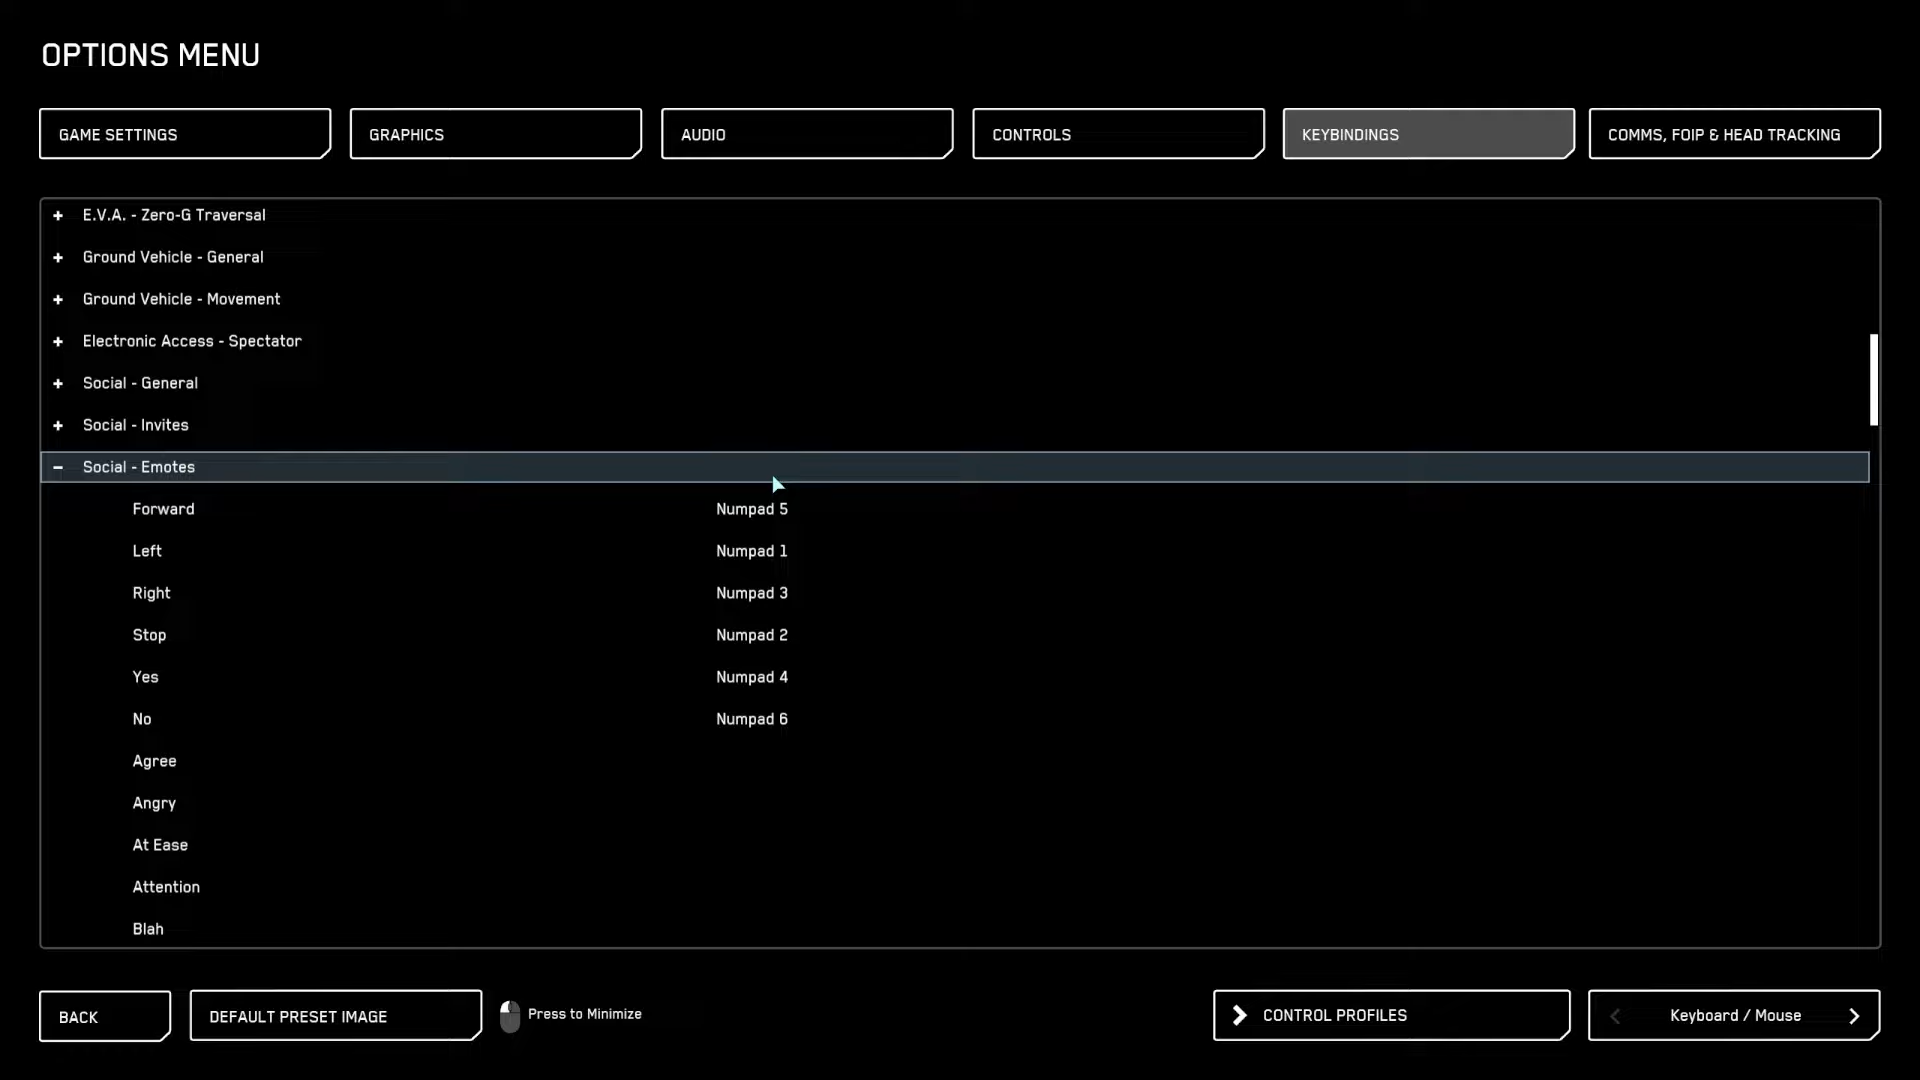 OPTIONS MENU
GAME SETTINGS
GRAPHICS
AUDIO
CONTROLS
KEYBINDINGS
COMMS, FOIP & HEAD TRACKING
+ E.V.A. - Zero-G Traversal
+ Ground Vehicle - General
+ Ground Vehicle - Movement
+ Electronic Access - Spectator
+ Social - General
+ Social - Invites
- Social - Emotes
Forward Numpad 5
Left Numpad 1
Right Numpad 3
Stop Numpad 2
Yes Numpad 4
No Numpad 6
Agree
Angry
At Ease
Attention
Blah
BACK
DEFAULT PRESET IMAGE
Press to Minimize
CONTROL PROFILES
Keyboard / Mouse